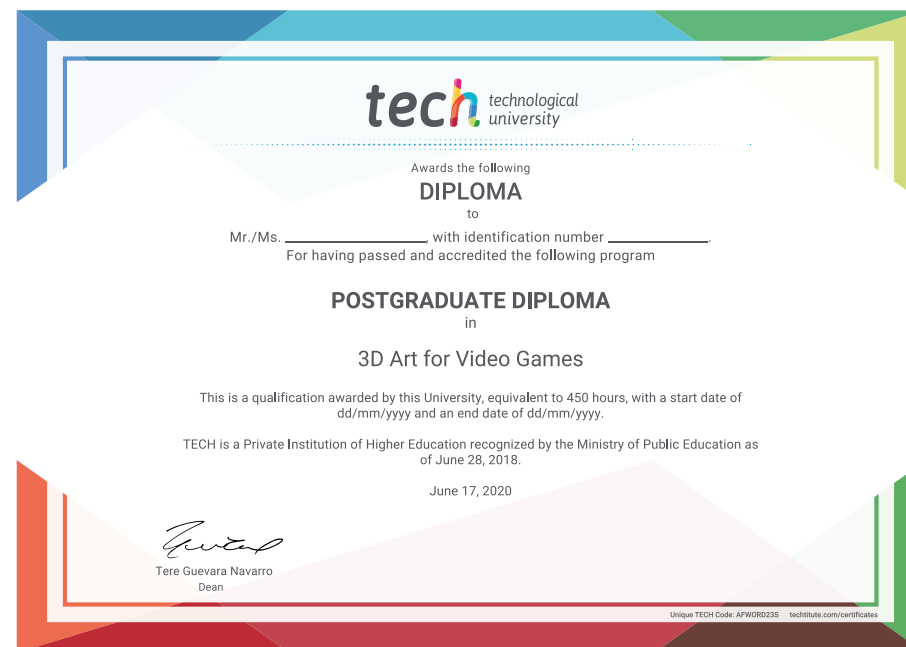 tech technological
university
Awards the following
DIPLOMA
to
Mr./Ms. ____________, with identification number ____________.
For having passed and accredited the following program
POSTGRADUATE DIPLOMA
in
3D Art for Video Games
This is a qualification awarded by this University, equivalent to 450 hours, with a start date of
dd/mm/yyyy and an end date of dd/mm/yyyy.
TECH is a Private Institution of Higher Education recognized by the Ministry of Public Education as
of June 28, 2018.
June 17, 2020
Tere Guevara Navarro
Dean
Unique TECH Code: AFWORD23S techtitute.com/certificates